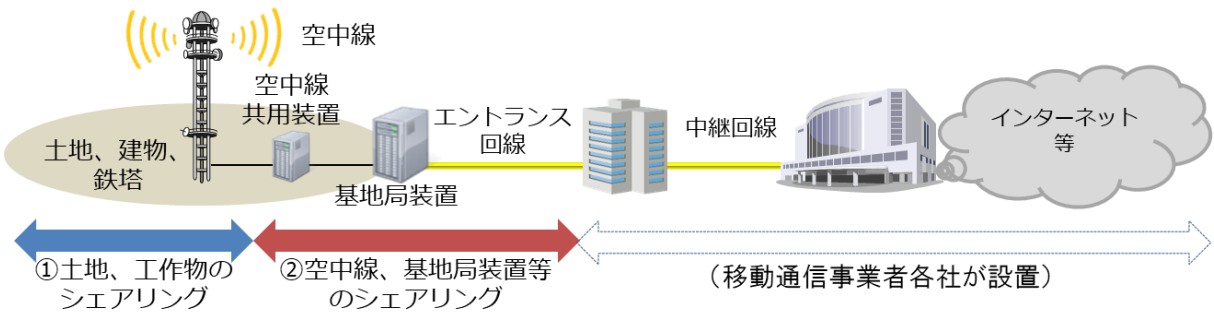 空中線
空中線
共用装置
土地、建物、
鉄塔
基地局装置
エントランス
回線
中継回線
インターネット
等
①土地、工作物の
シェアリング
②空中線、基地局装置等
のシェアリング
（移動通信事業者各社が設置）